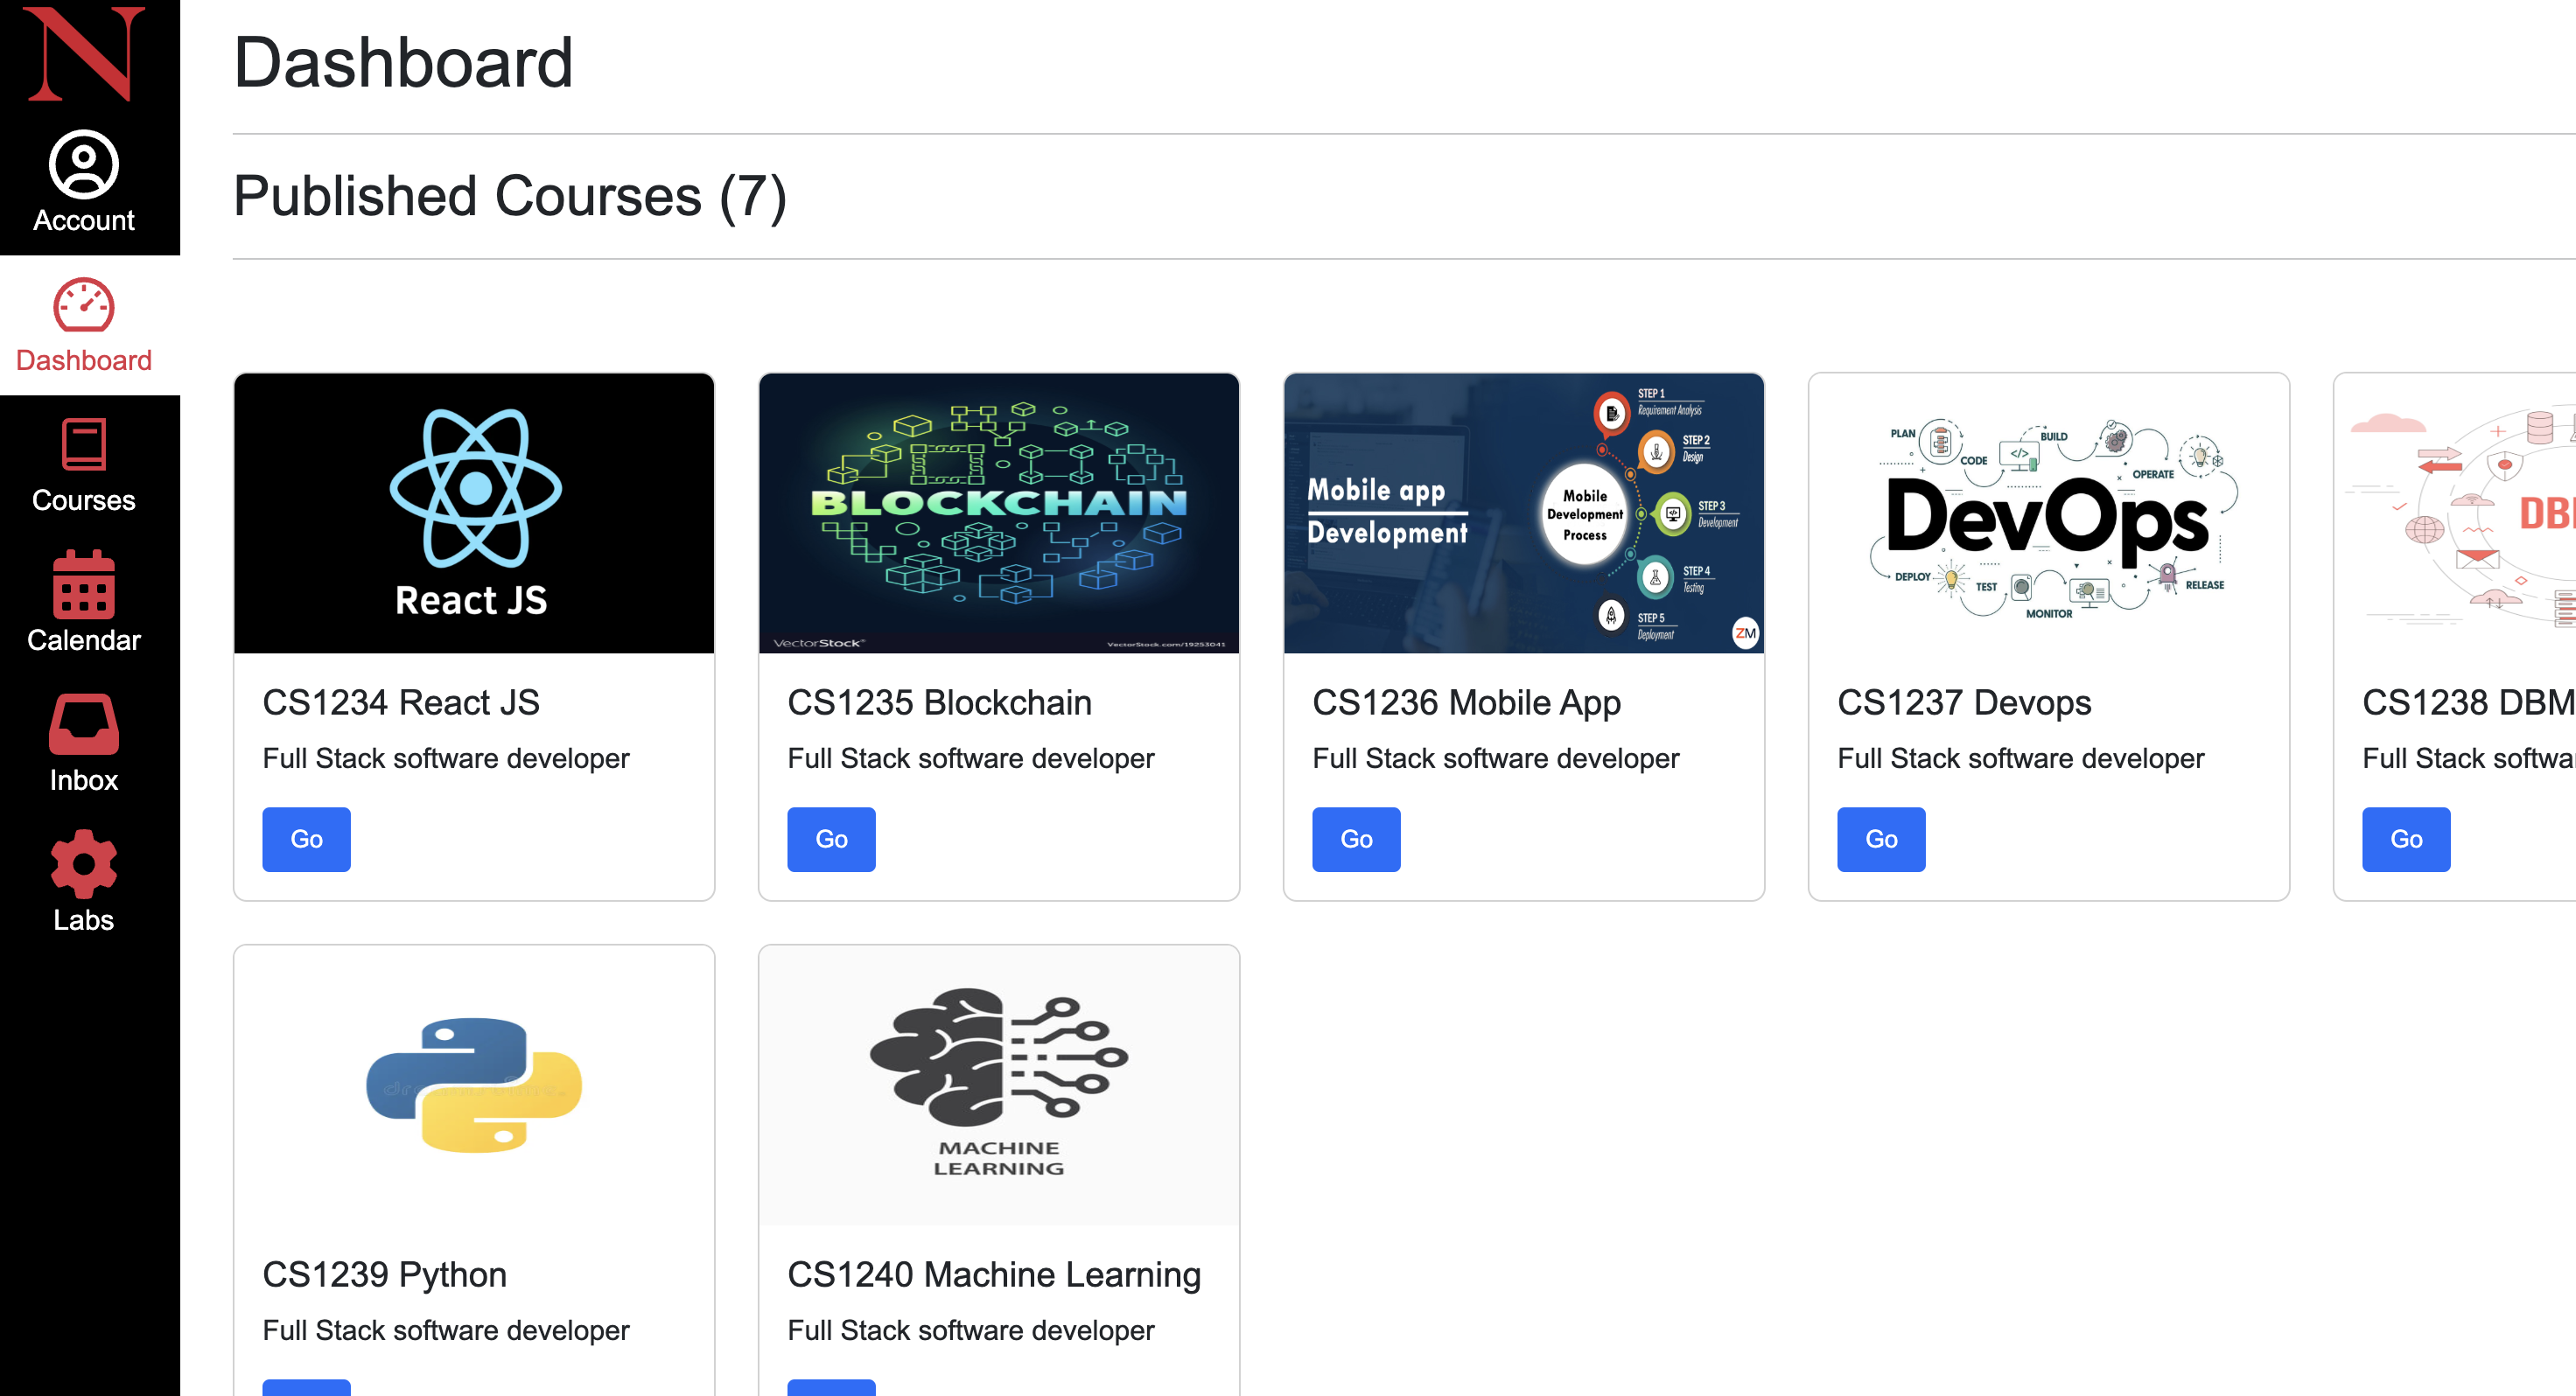 N
Account
Dashboard
Courses
Calendar
Inbox
Labs
Dashboard
Published Courses (7)
React JS
CS1234 React JS
Full Stack software developer
Go
BLOCKCHAIN
VectorStock®
VectorStock.com/19253041
CS1235 Blockchain
Full Stack software developer
Go
Mobile app
Development
Mobile
Development
Process
STEP 1
Requirement Analysis
STEP 2
Design
STEP 3
Development
STEP 4
Testing
STEP 5
Deployment
ZM
CS1236 Mobile App
Full Stack software developer
Go
PLAN
CODE
BUILD
OPERATE
DevOps
DEPLOY
TEST
MONITOR
RELEASE
CS1237 Devops
Full Stack software developer
Go
CS1238 DBM
Full Stack
Go
CS1239 Python
Full Stack software developer
MACHINE
LEARNING
CS1240 Machine Learning
Full Stack software developer